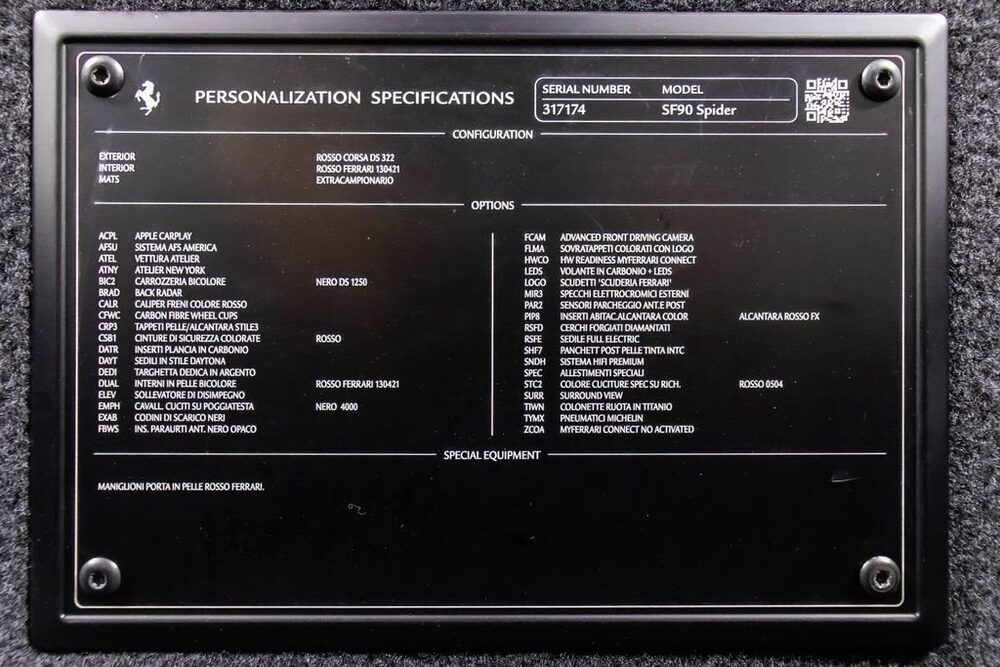 PERSONALIZATION SPECIFICATIONS
SERIAL NUMBER MODEL
317174 SF90 Spider
CONFIGURATION
EXTERIOR ROSSO CORSA DS 322
INTERIOR ROSSO FERRARI 130421
MATS EXTRACAMPIONARIO
OPTIONS
ACPL APPLE CARPLAY
AFSU SISTEMA AFS AMERICA
ATEL VETTURA ATELIER
ATNY ATELIER NEW YORK
BIC2 CARROZZERIA BICOLORE NERO DS 1250
BRAD BACK RADAR
CALR CALIPER FRENI COLORE ROSSO
CFWC CARBON FIBRE WHEEL CUPS
CRP3 TAPPETI PELLE/ALCANTARA STILE3
CSB1 CINTURE DI SICUREZZA COLORATE ROSSO
DATR INSERTI PLANCIA IN CARBONIO
DAYT SEDILI IN STILE DAYTONA
DEDI TARGHETTA DEDICA IN ARGENTO
DUAL INTERNI IN PELLE BICOLORE ROSSO FERRARI 130421
ELEV SOLLEVATORE DI DISIMPEGNO
EMPH CAVALL. CUCITI SU POGGIATESTA NERO 4000
EXAB CODINI DI SCARICO NERI
FBWS INS. PARAURTI ANT. NERO OPACO
FCAM ADVANCED FRONT DRIVING CAMERA
FLMA SOVRATAPPETI COLORATI CON LOGO
HWCO HW READINESS MYFERRARI CONNECT
LEDS VOLANTE IN CARBONIO + LEDS
LOGO SCUDETTI 'SCUDERIA FERRARI'
MIR3 SPECCHI ELETTROCROMICI ESTERNI
PAR2 SENSORI PARCHEGGIO ANT.E POST
PIP8 INSERTI ABITAC.ALCANTARA COLOR ALCANTARA ROSSO FX
RSFD CERCHI FORGIATI DIAMANTATI
RSFE SEDILE FULL ELECTRIC
SHF7 PANCHETT POST PELLE TINTA INTC
SNDH SISTEMA HIFI PREMIUM
SPEC ALLESTIMENTI SPECIALI
STC2 COLORE CUCITURE SPEC SU RICH. ROSSO 0504
SURR SURROUND VIEW
TIWN COLONETTE RUOTA IN TITANIO
TYMX PNEUMATICI MICHELIN
ZCOA MYFERRARI CONNECT NO ACTIVATED
SPECIAL EQUIPMENT
MANIGLIONI PORTA IN PELLE ROSSO FERRARI.